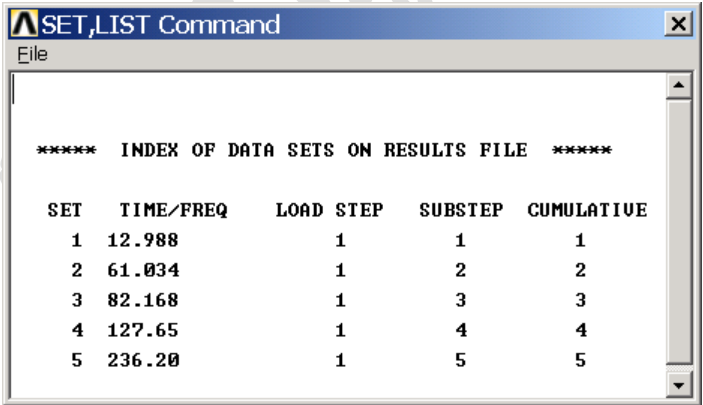 SET,LIST Command
File
***** INDEX OF DATA SETS ON RESULTS FILE *****
SET TIME/FREQ LOAD STEP SUBSTEP CUMULATIVE
1 12.988 1 1 1
2 61.034 1 2 2
3 82.168 1 3 3
4 127.65 1 4 4
5 236.20 1 5 5